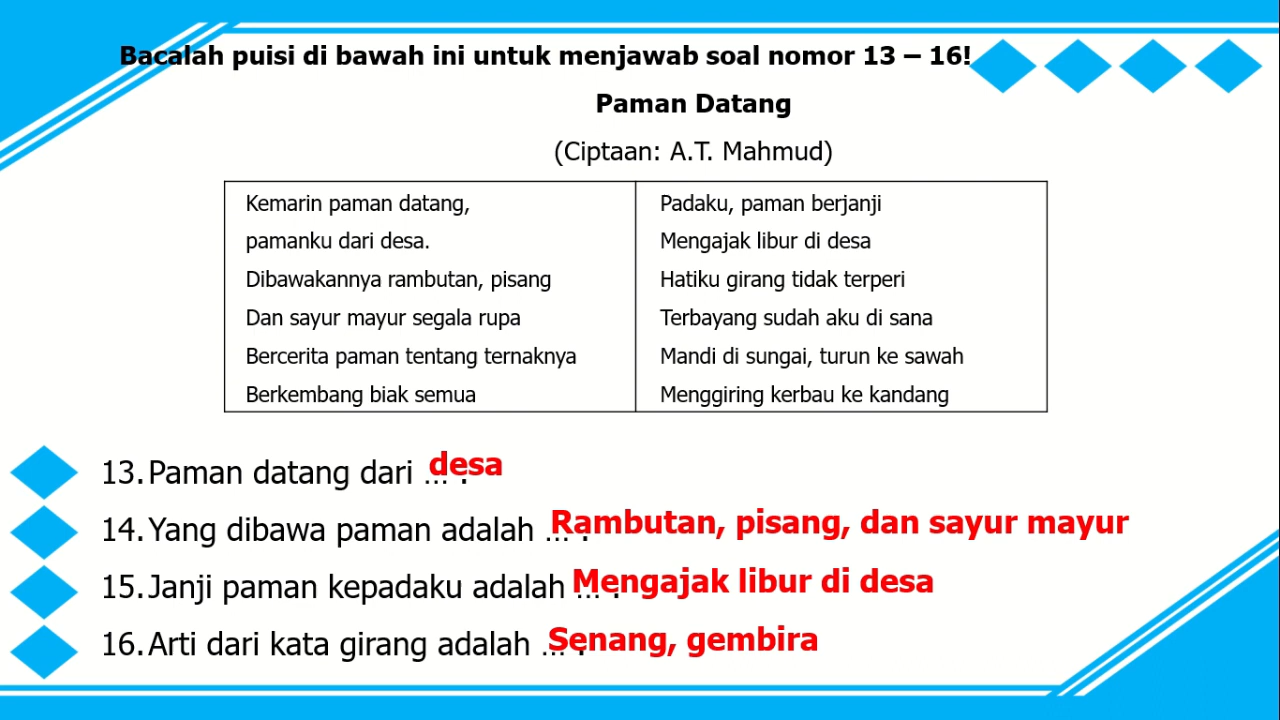 Bacalah puisi di bawah ini untuk menjawab soal nomor 13 – 16!
Paman Datang
(Ciptaan: A.T. Mahmud)
Kemarin paman datang,
pamanku dari desa.
Dibawakannya rambutan, pisang
Dan sayur mayur segala rupa
Bercerita paman tentang ternaknya
Berkembang biak semua
Padaku, paman berjanji
Mengajak libur di desa
Hatiku girang tidak terperi
Terbayang sudah aku di sana
Mandi di sungai, turun ke sawah
Menggiring kerbau ke kandang
13. Paman datang dari ... . desa
14. Yang dibawa paman adalah ... . Rambutan, pisang, dan sayur mayur
15. Janji paman kepadaku adalah ... . Mengajak libur di desa
16. Arti dari kata girang adalah ... . Senang, gembira